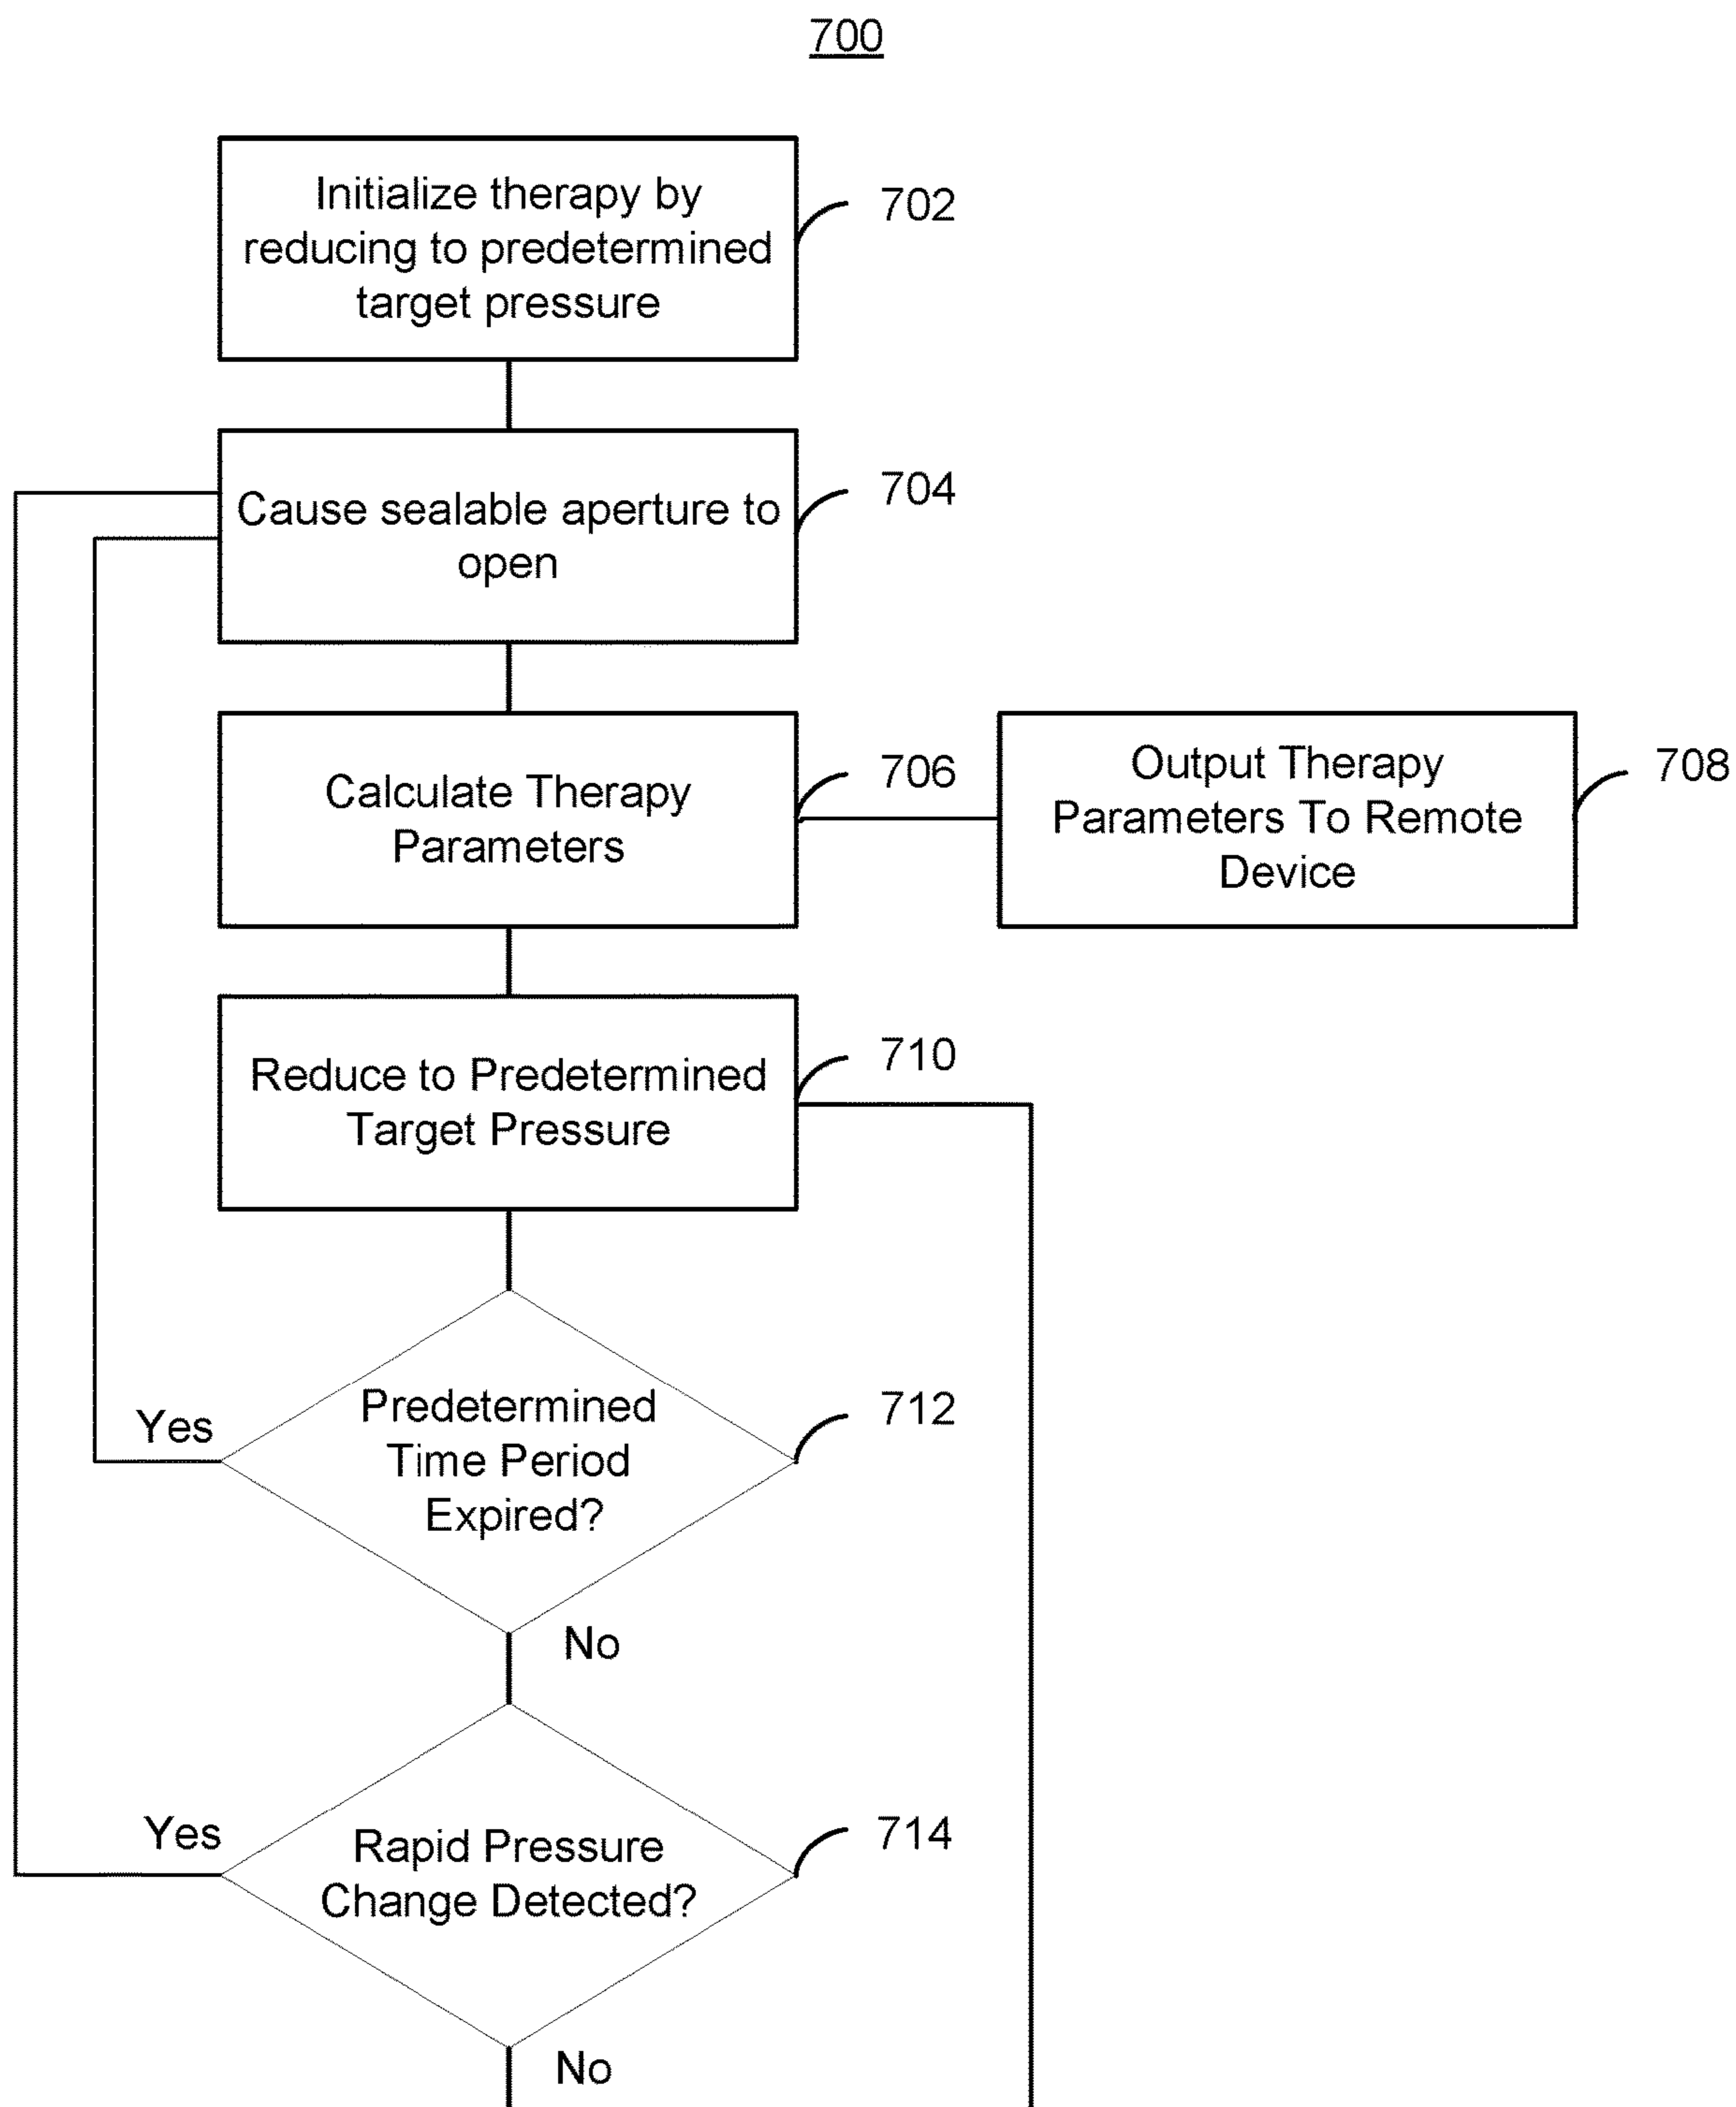 700
Initialize therapy by
reducing to predetermined
target pressure
702
Cause sealable aperture to
open
704
Calculate Therapy
Parameters
706
Output Therapy
Parameters To Remote
Device
708
Reduce to Predetermined
Target Pressure
710
Predetermined
Time Period
Expired?
712
Yes
No
Rapid Pressure
Change Detected?
714
Yes
No